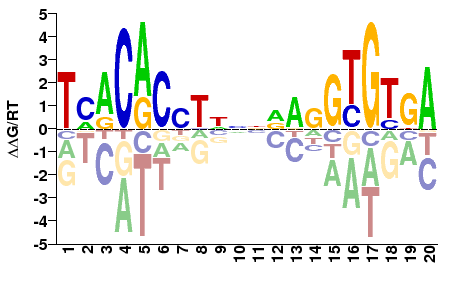 5
4
3
2
1
0
-1
-2
-3
-4
-5
ΔΔG/RT
T C A C A C C T T A A G G T G T G A
A G C G G C
C A T T T C G T A A G T C C T A C T
A T C G C G A A G C C T C T G A C A T C
G A T T G A A T G
1 2 3 4 5 6 7 8 9 10 11 12 13 14 15 16 17 18 19 20